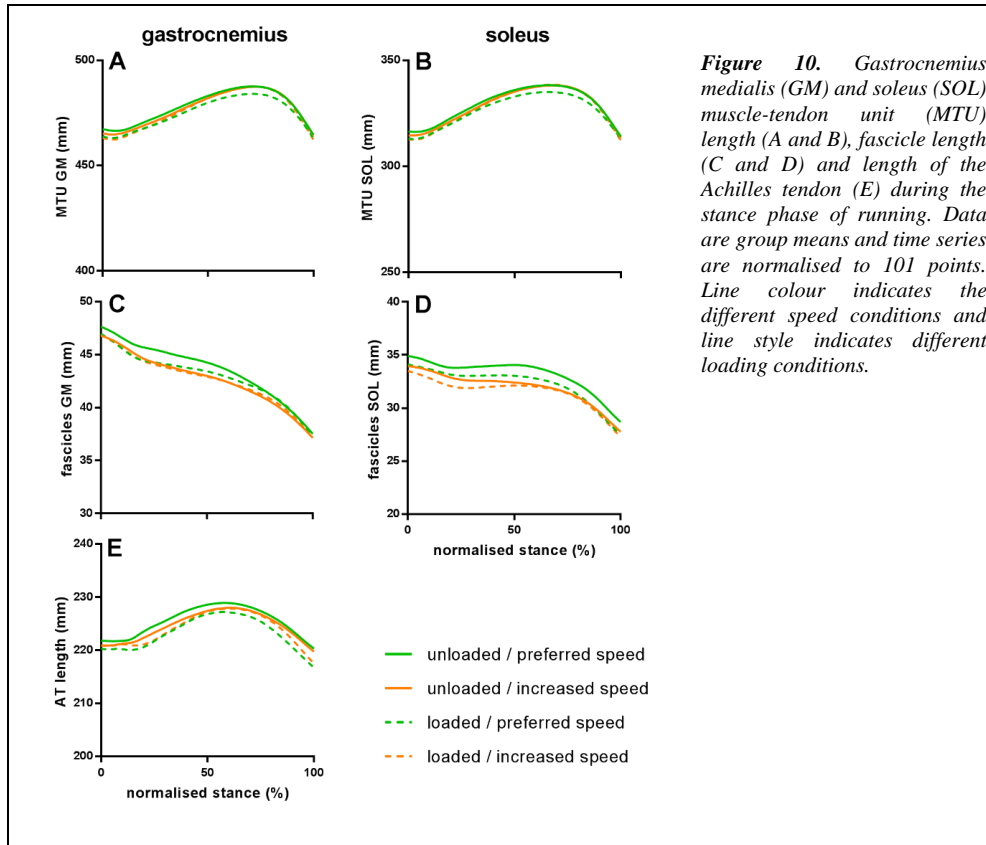 gastrocnemius
soleus
A
500
450
400
MTU GM (mm)
B
350
300
250
MTU SOL (mm)
C
50
45
40
35
30
fascicles GM (mm)
D
40
35
30
25
20
fascicles SOL (mm)
0
50
100
normalised stance (%)
E
240
230
220
210
200
AT length (mm)
0
50
100
normalised stance (%)
unloaded / preferred speed
unloaded / increased speed
loaded / preferred speed
loaded / increased speed
Figure 10. Gastrocnemius
medialis (GM) and soleus (SOL)
muscle-tendon unit (MTU)
length (A and B), fascicle length
(C and D) and length of the
Achilles tendon (E) during the
stance phase of running. Data
are group means and time series
are normalised to 101 points.
Line colour indicates the
different speed conditions and
line style indicates different
loading conditions.